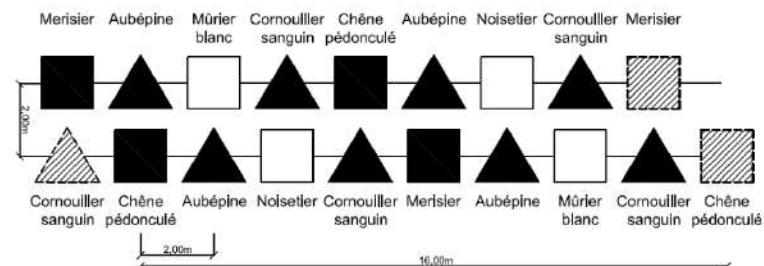 Merisier Aubépine Mûrier Cornouiller Chêne Aubépine Noisetier Cornouiller Merisier
blanc sanguin pédonculé sanguin
2,00m
Cornouiller Chêne Aubépine Noisetier Cornouiller Merisier Aubépine Mûrier Cornouiller Chêne
sanguin pédonculé sanguin blanc sanguin pédonculé
2,00m
16,00m